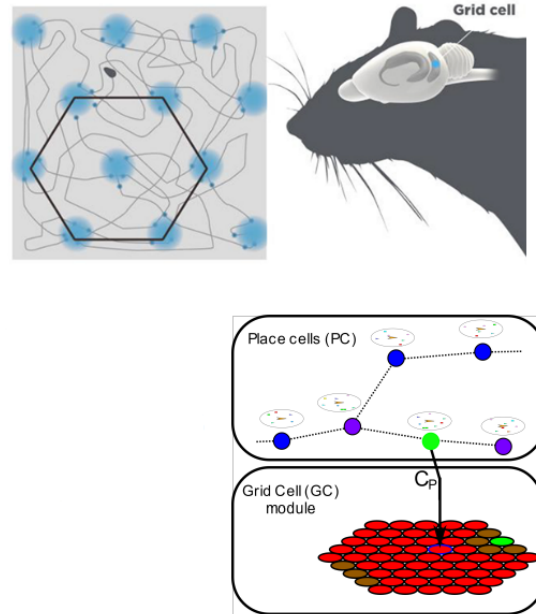 Grid cell
Place cells (PC)
CP
Grid Cell (GC)
module